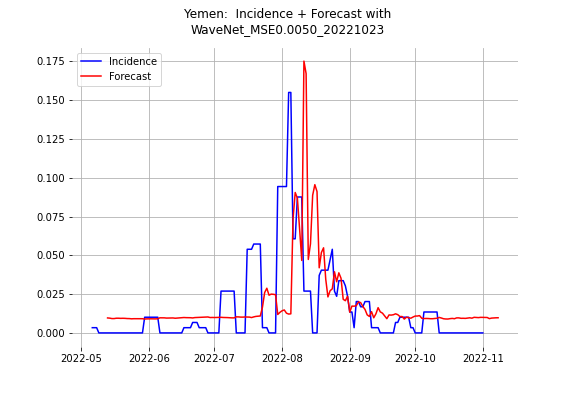 Yemen:  Incidence + Forecast with
WaveNet_MSE0.0050_20221023
Incidence
Forecast
0.175
0.150
0.125
0.100
0.075
0.050
0.025
0.000
2022-05 2022-06 2022-07 2022-08 2022-09 2022-10 2022-11